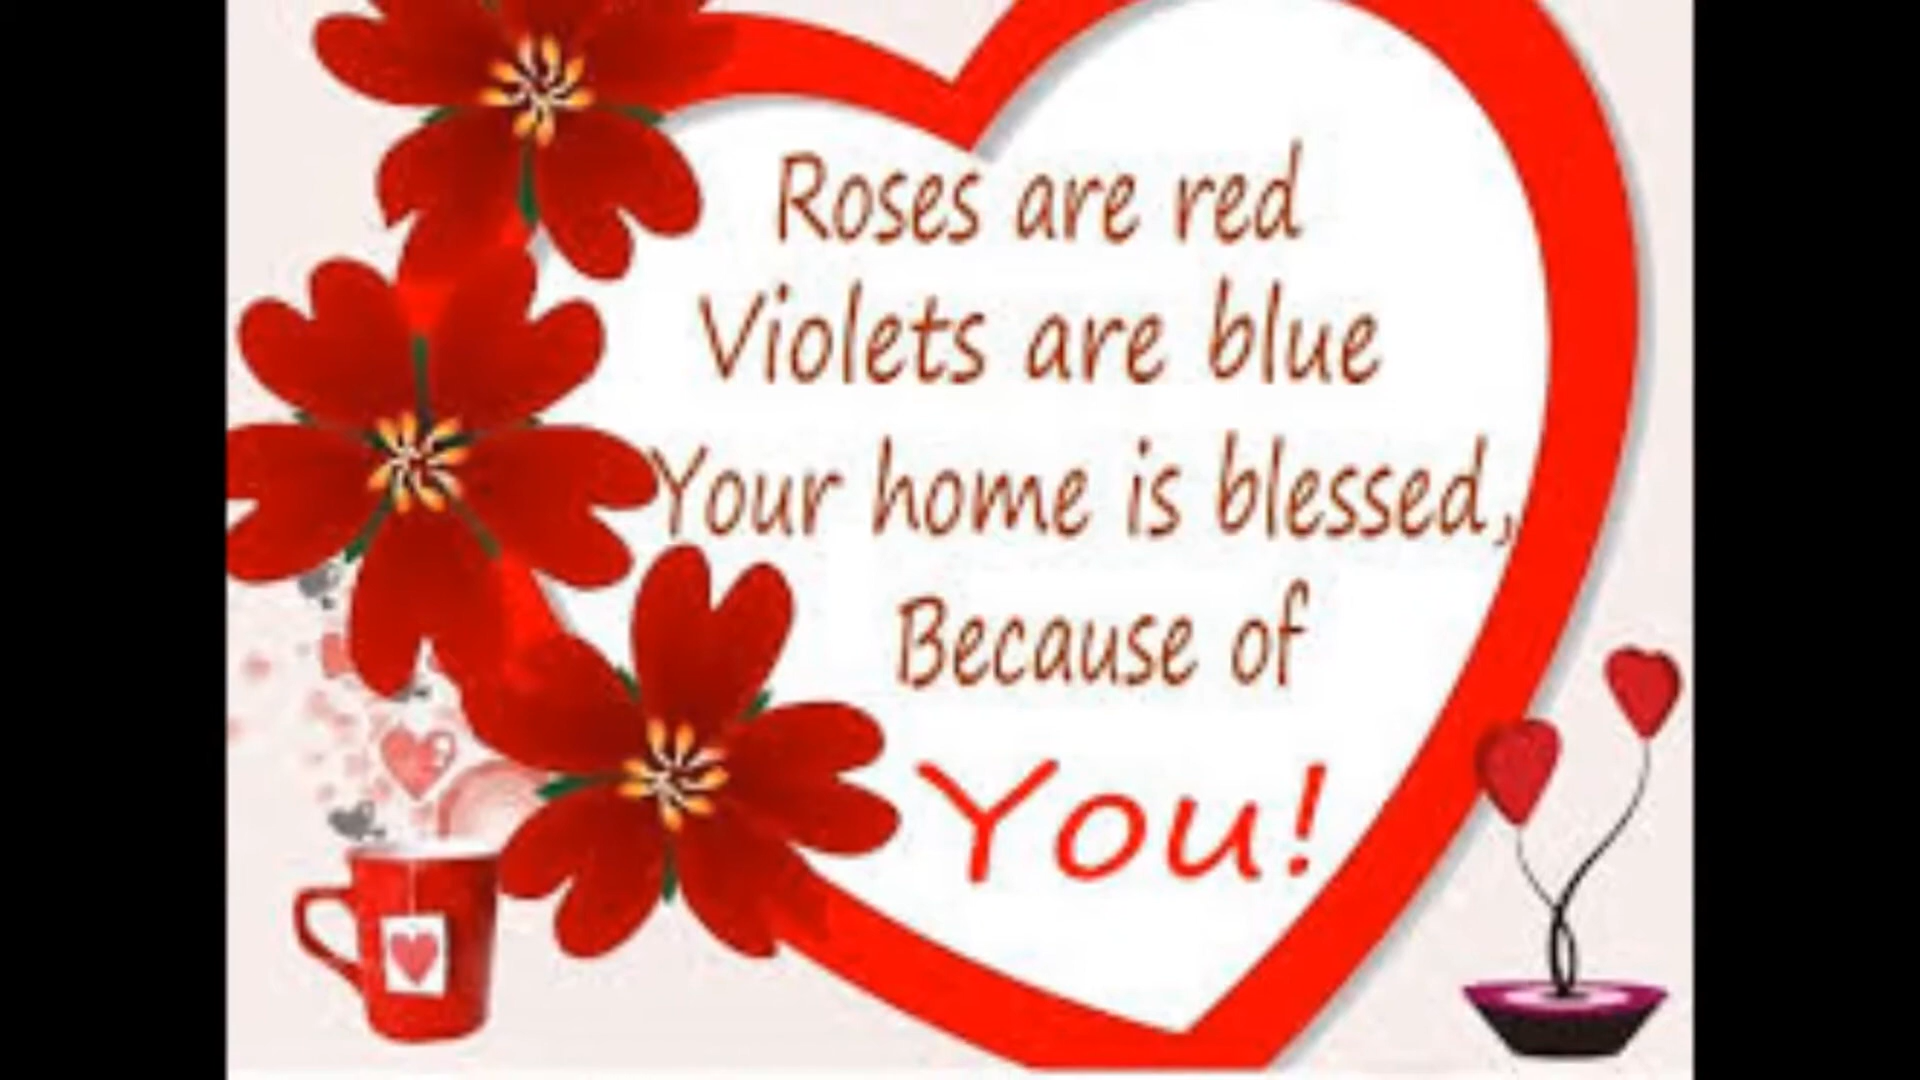 Roses are red
Violets are blue
Your home is blessed,
Because of
You!